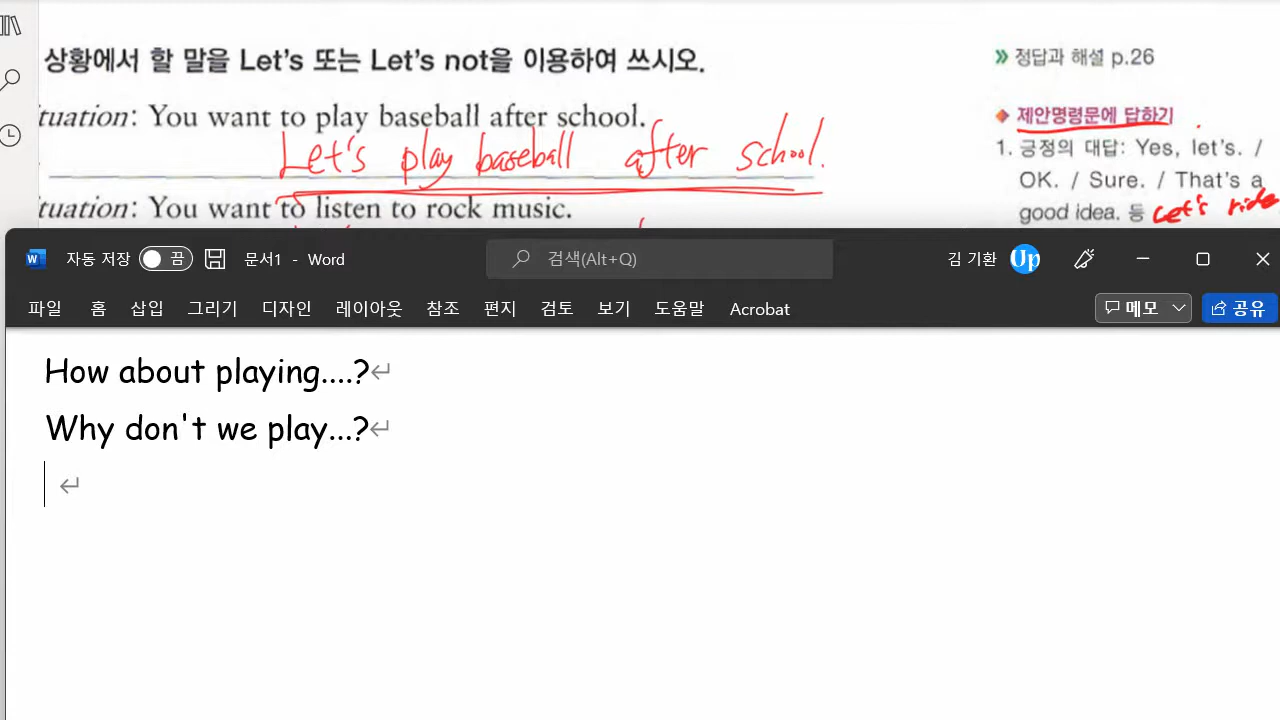 상황에서 할 말을 Let's 또는 Let's not을 이용하여 쓰시오.
tuation: You want to play baseball after school.
Let's play baseball after school.
tuation: You want to listen to rock music.
» 정답과 해설 p.26
◆ 제안명령문에 답하기
1. 긍정의 대답: Yes, let's. /
OK. / Sure. / That's a
good idea. 등 Let's ride
자동 저장 끔 문서1 - Word 검색(Alt+Q) 김 기환 Up
파일 홈 삽입 그리기 디자인 레이아웃 참조 편지 검토 보기 도움말 Acrobat 메모 공유
How about playing....?↵
Why don't we play...?↵
↵